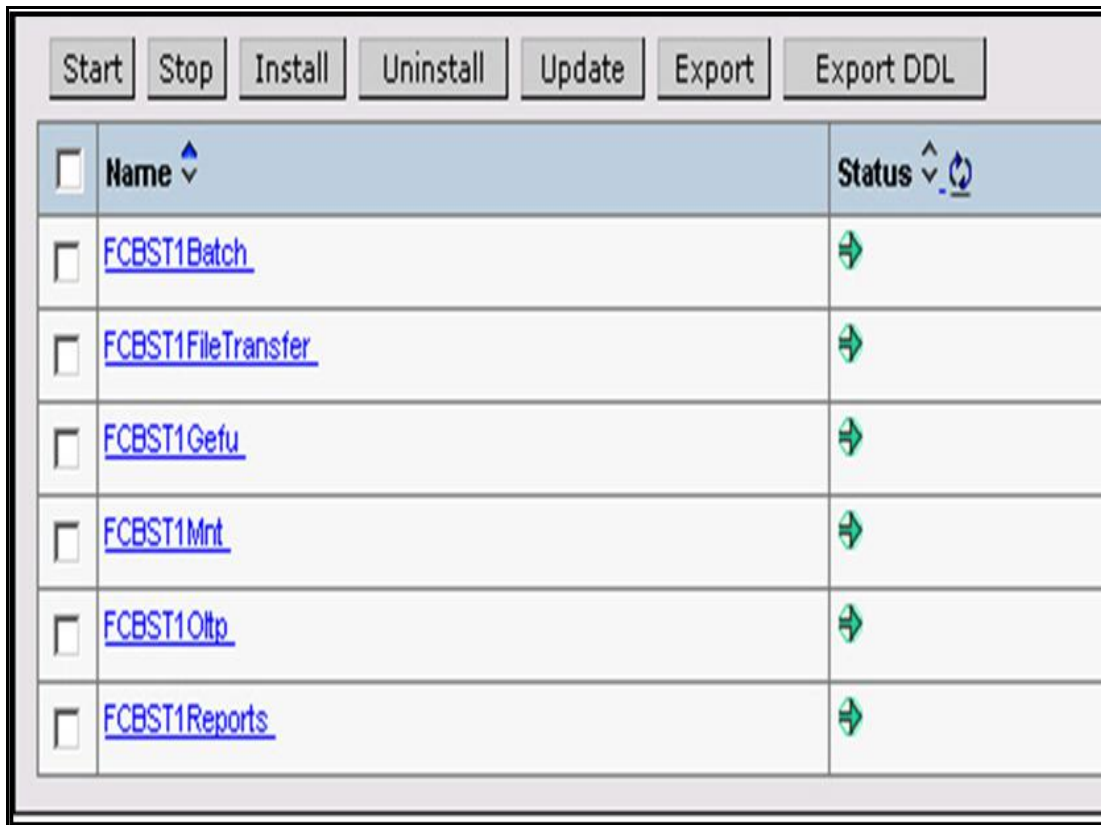 Start Stop Install Uninstall Update Export Export DDL
Name Status
FCBST1Batch
FCBST1FileTransfer
FCBST1Gefu
FCBST1Mnt
FCBST1Oltp
FCBST1Reports